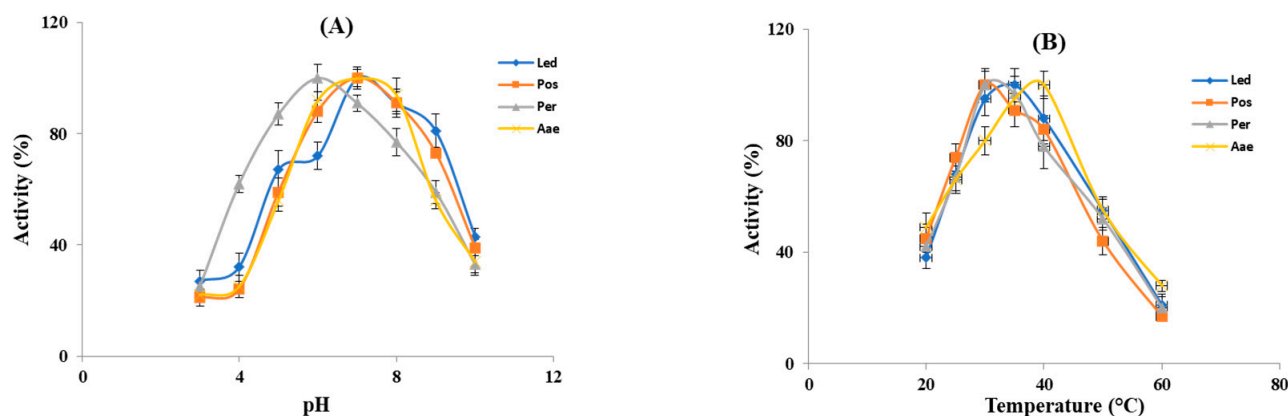 (A)
120
80
40
0
Activity (%)
0
4
8
12
pH
Led
Pos
Per
Aae
(B)
120
80
40
0
Activity (%)
0
20
40
60
80
Temperature (°C)
Led
Pos
Per
Aae